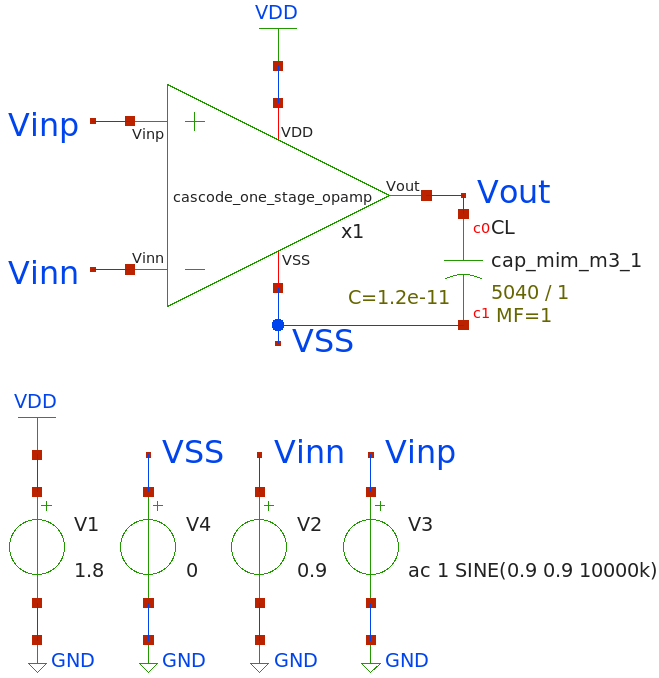 VDD
Vinp
+
Vinp
VDD
Vout
Vout
cascode_one_stage_opamp
x1
c0
CL
cap_mim_m3_1
Vinn
Vinn
VSS
C=1.2e-11
5040 / 1
c1
MF=1
VSS
VDD
VSS
Vinn
Vinp
+
+
+
+
V1
V4
V2
V3
1.8
0
0.9
ac 1 SINE(0.9 0.9 10000k)
GND
GND
GND
GND